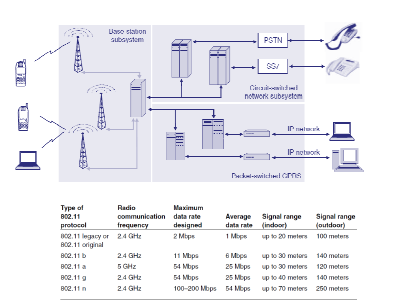 Base station
subsystem
PSTN
SS7
Circuit-switched
network subsystem
IP network
IP network
Packet-switched GPRS
Type of
802.11
protocol
Radio
communication
frequency
Maximum
data rate
designed
Average
data rate
Signal range
(indoor)
Signal range
(outdoor)
802.11 legacy or
802.11 original
2.4 GHz
2 Mbps
1 Mbps
up to 20 meters
100 meters
802.11 b
2.4 GHz
11 Mbps
6 Mbps
up to 30 meters
140 meters
802.11 a
5 GHz
54 Mbps
25 Mbps
up to 30 meters
120 meters
802.11 g
2.4 GHz
54 Mbps
25 Mbps
up to 40 meters
140 meters
802.11 n
2.4 GHz
100–200 Mbps
54 Mbps
up to 70 meters
250 meters